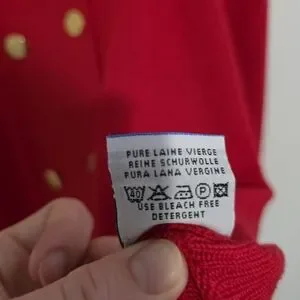 PURE LAINE VIERGE
REINE SCHURWOLLE
PURA LANA VERGINE
40 P
USE BLEACH FREE
DETERGENT